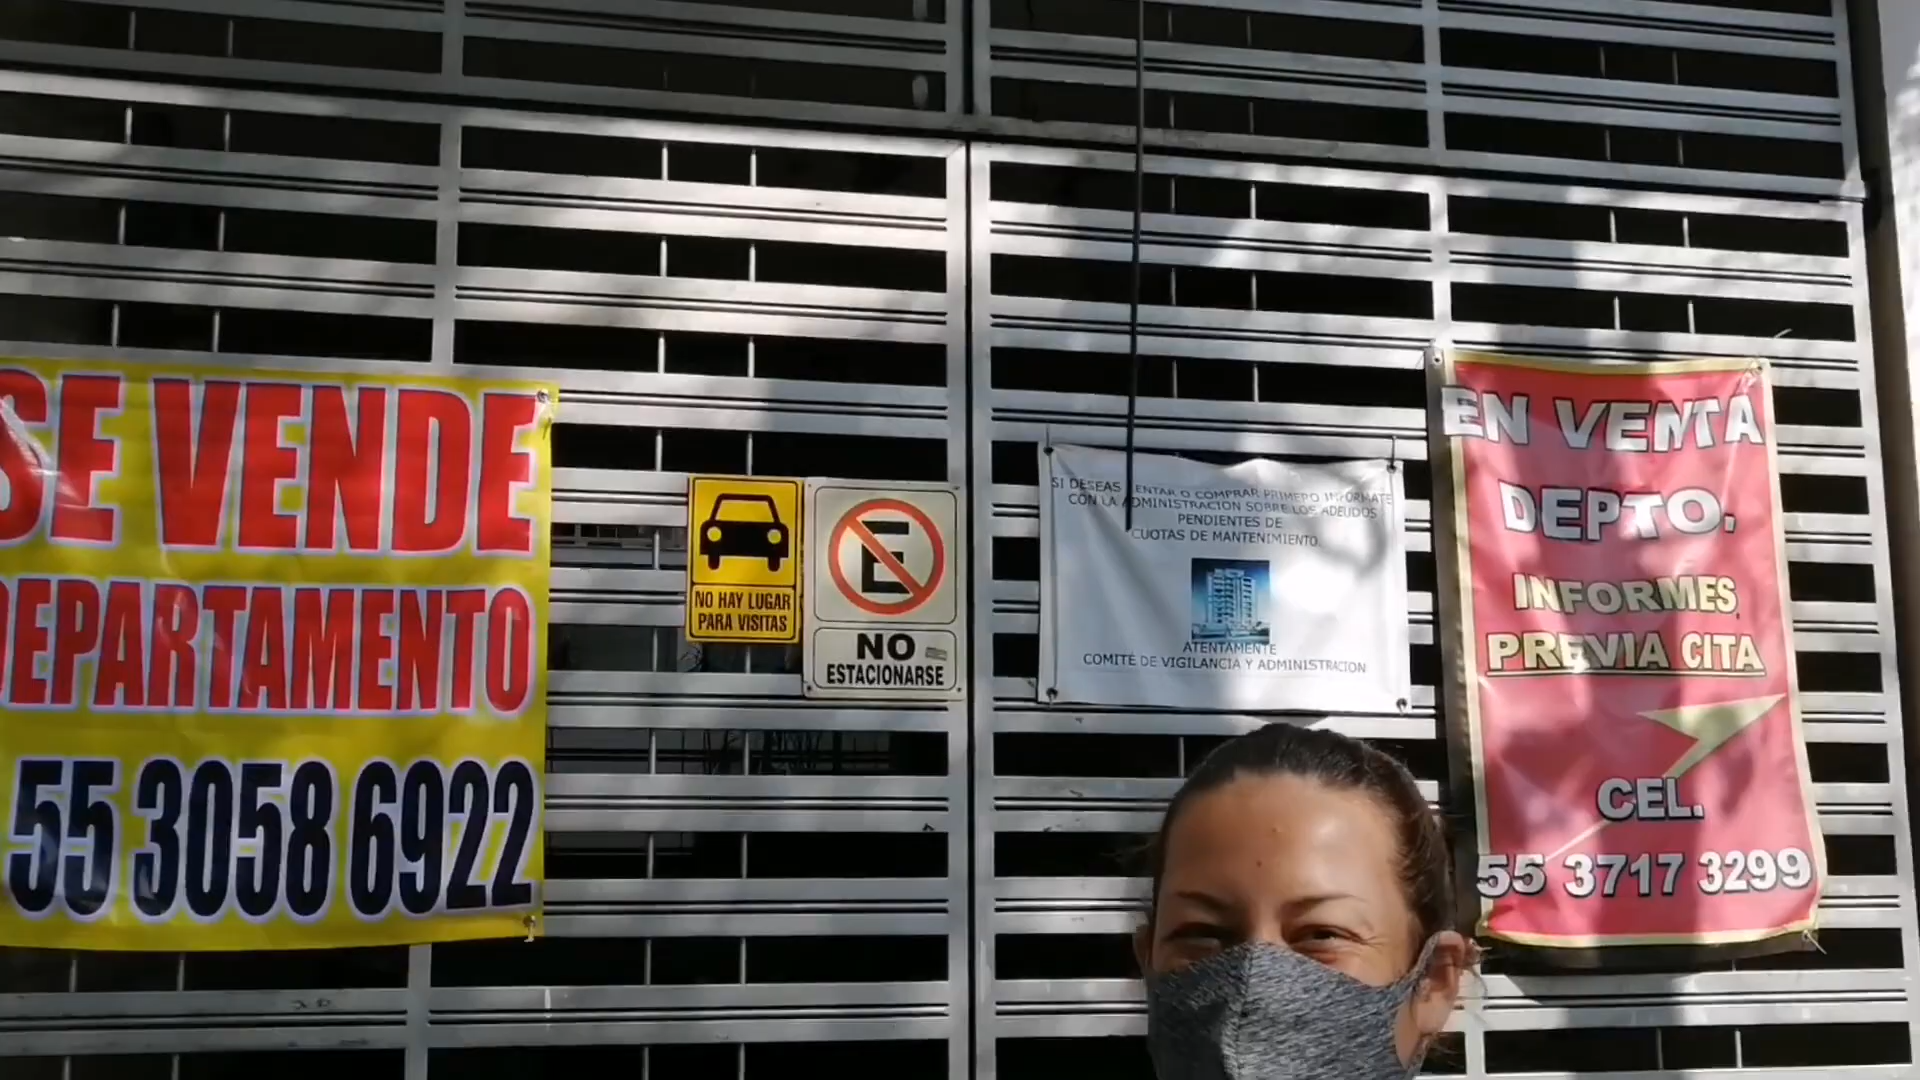 SE VENDE
DEPARTAMENTO
55 3058 6922
NO HAY LUGAR
PARA VISITAS
E
NO
ESTACIONARSE
SI DESEAS ENTAR O COMPRAR PRIMERO INFORMATE
CON LA ADMINISTRACION SOBRE LOS ADEUDOS
PENDIENTES DE
CUOTAS DE MANTENIMIENTO
ATENTAMENTE
COMITÉ DE VIGILANCIA Y ADMINISTRACION
EN VENTA
DEPTO.
INFORMES
PREVIA CITA
CEL.
55 3717 3299